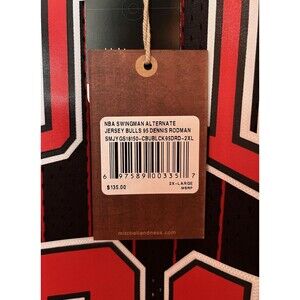 NBA SWINGMAN ALTERNATE
JERSEY BULLS 95 DENNIS RODMAN
SMJYGS18150-CBUBLCK95DRD-2XL
6 97589 000335 7
2X-LARGE
$135.00
MSRP
mitchellandness.com